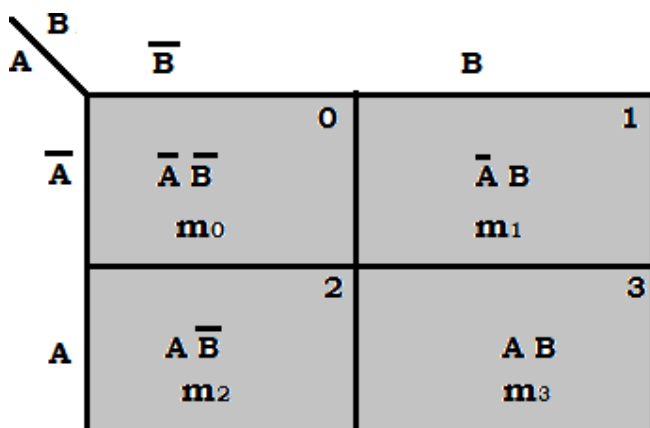 B
A B̅ B
0 1
A̅ A̅ B̅ A̅ B
m₀ m₁
2 3
A A B̅ A B
m₂ m₃